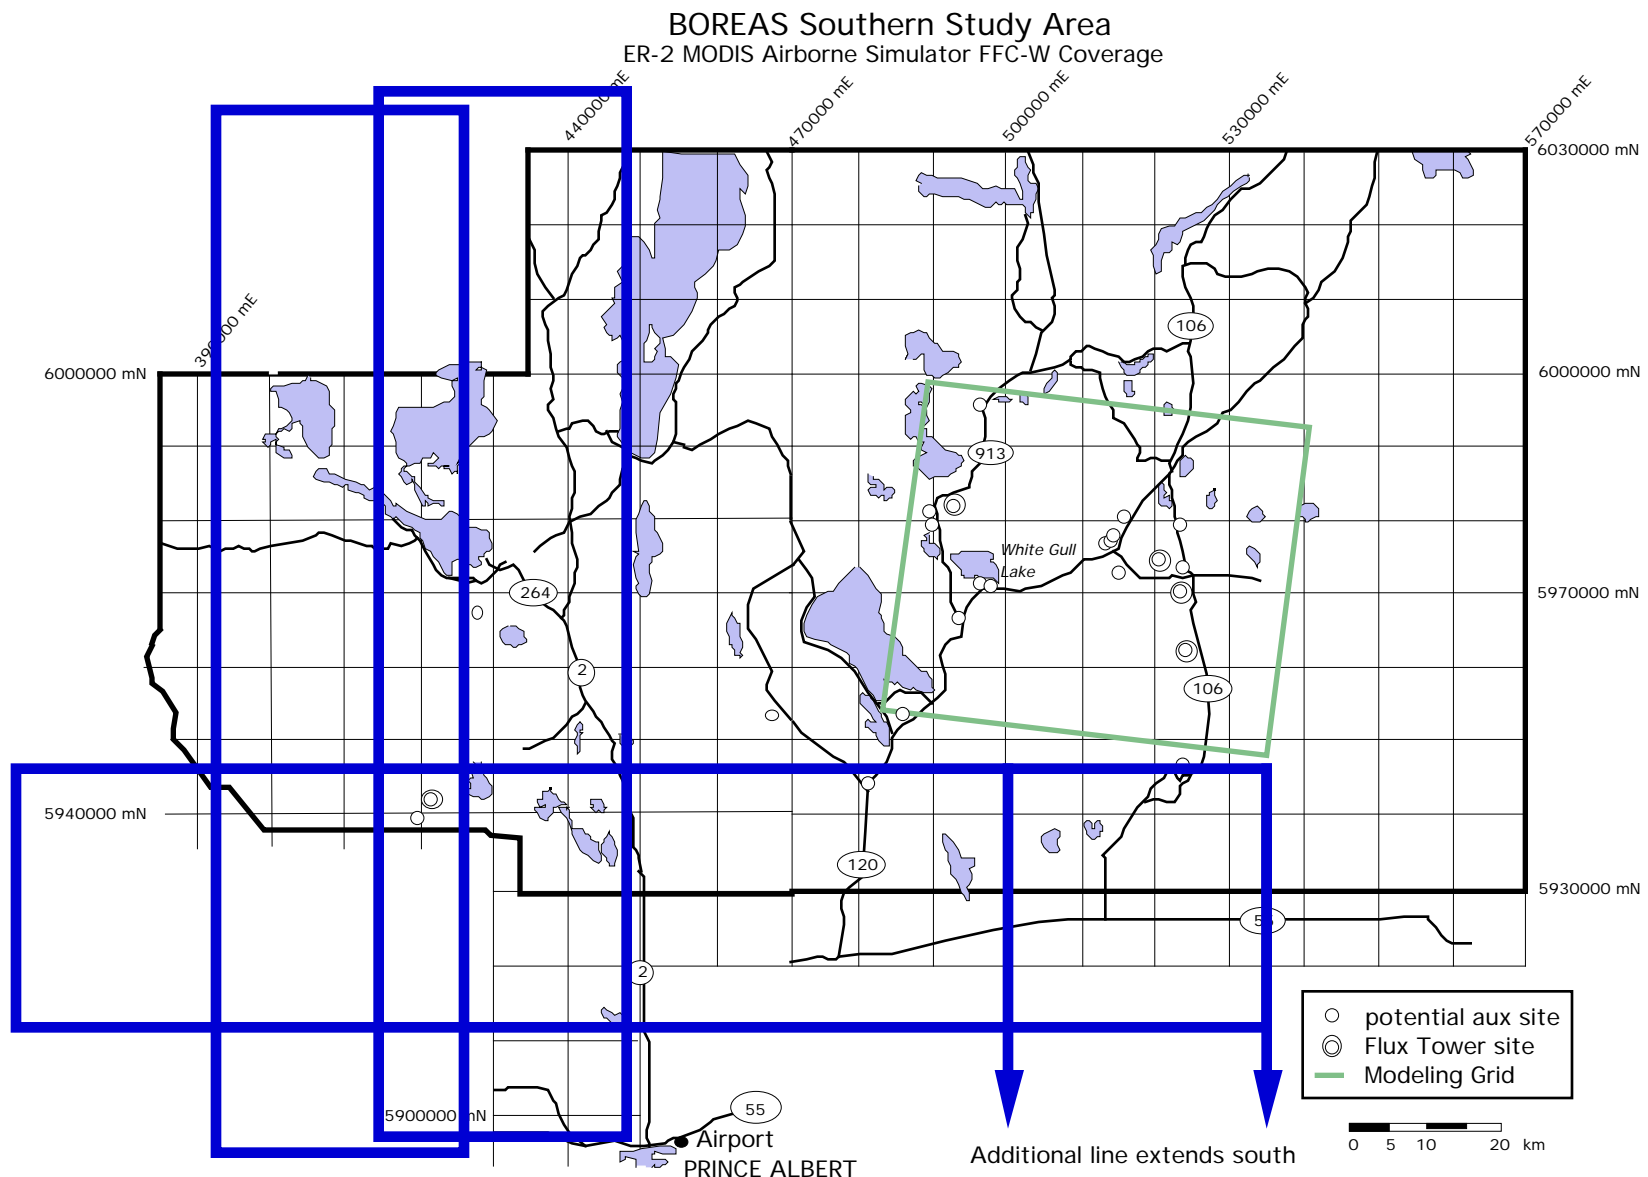 BOREAS Southern Study Area
ER-2 MODIS Airborne Simulator FFC-W Coverage
440000 mE
470000 mE
500000 mE
530000 mE
570000 mE
6030000 mN
390000 mE
106
6000000 mN
6000000 mN
913
White Gull
Lake
264
5970000 mN
2
106
5940000 mN
120
5930000 mN
55
2
potential aux site
Flux Tower site
Modeling Grid
55
5900000 mN
Airport
PRINCE ALBERT
Additional line extends south
0 5 10 20 km